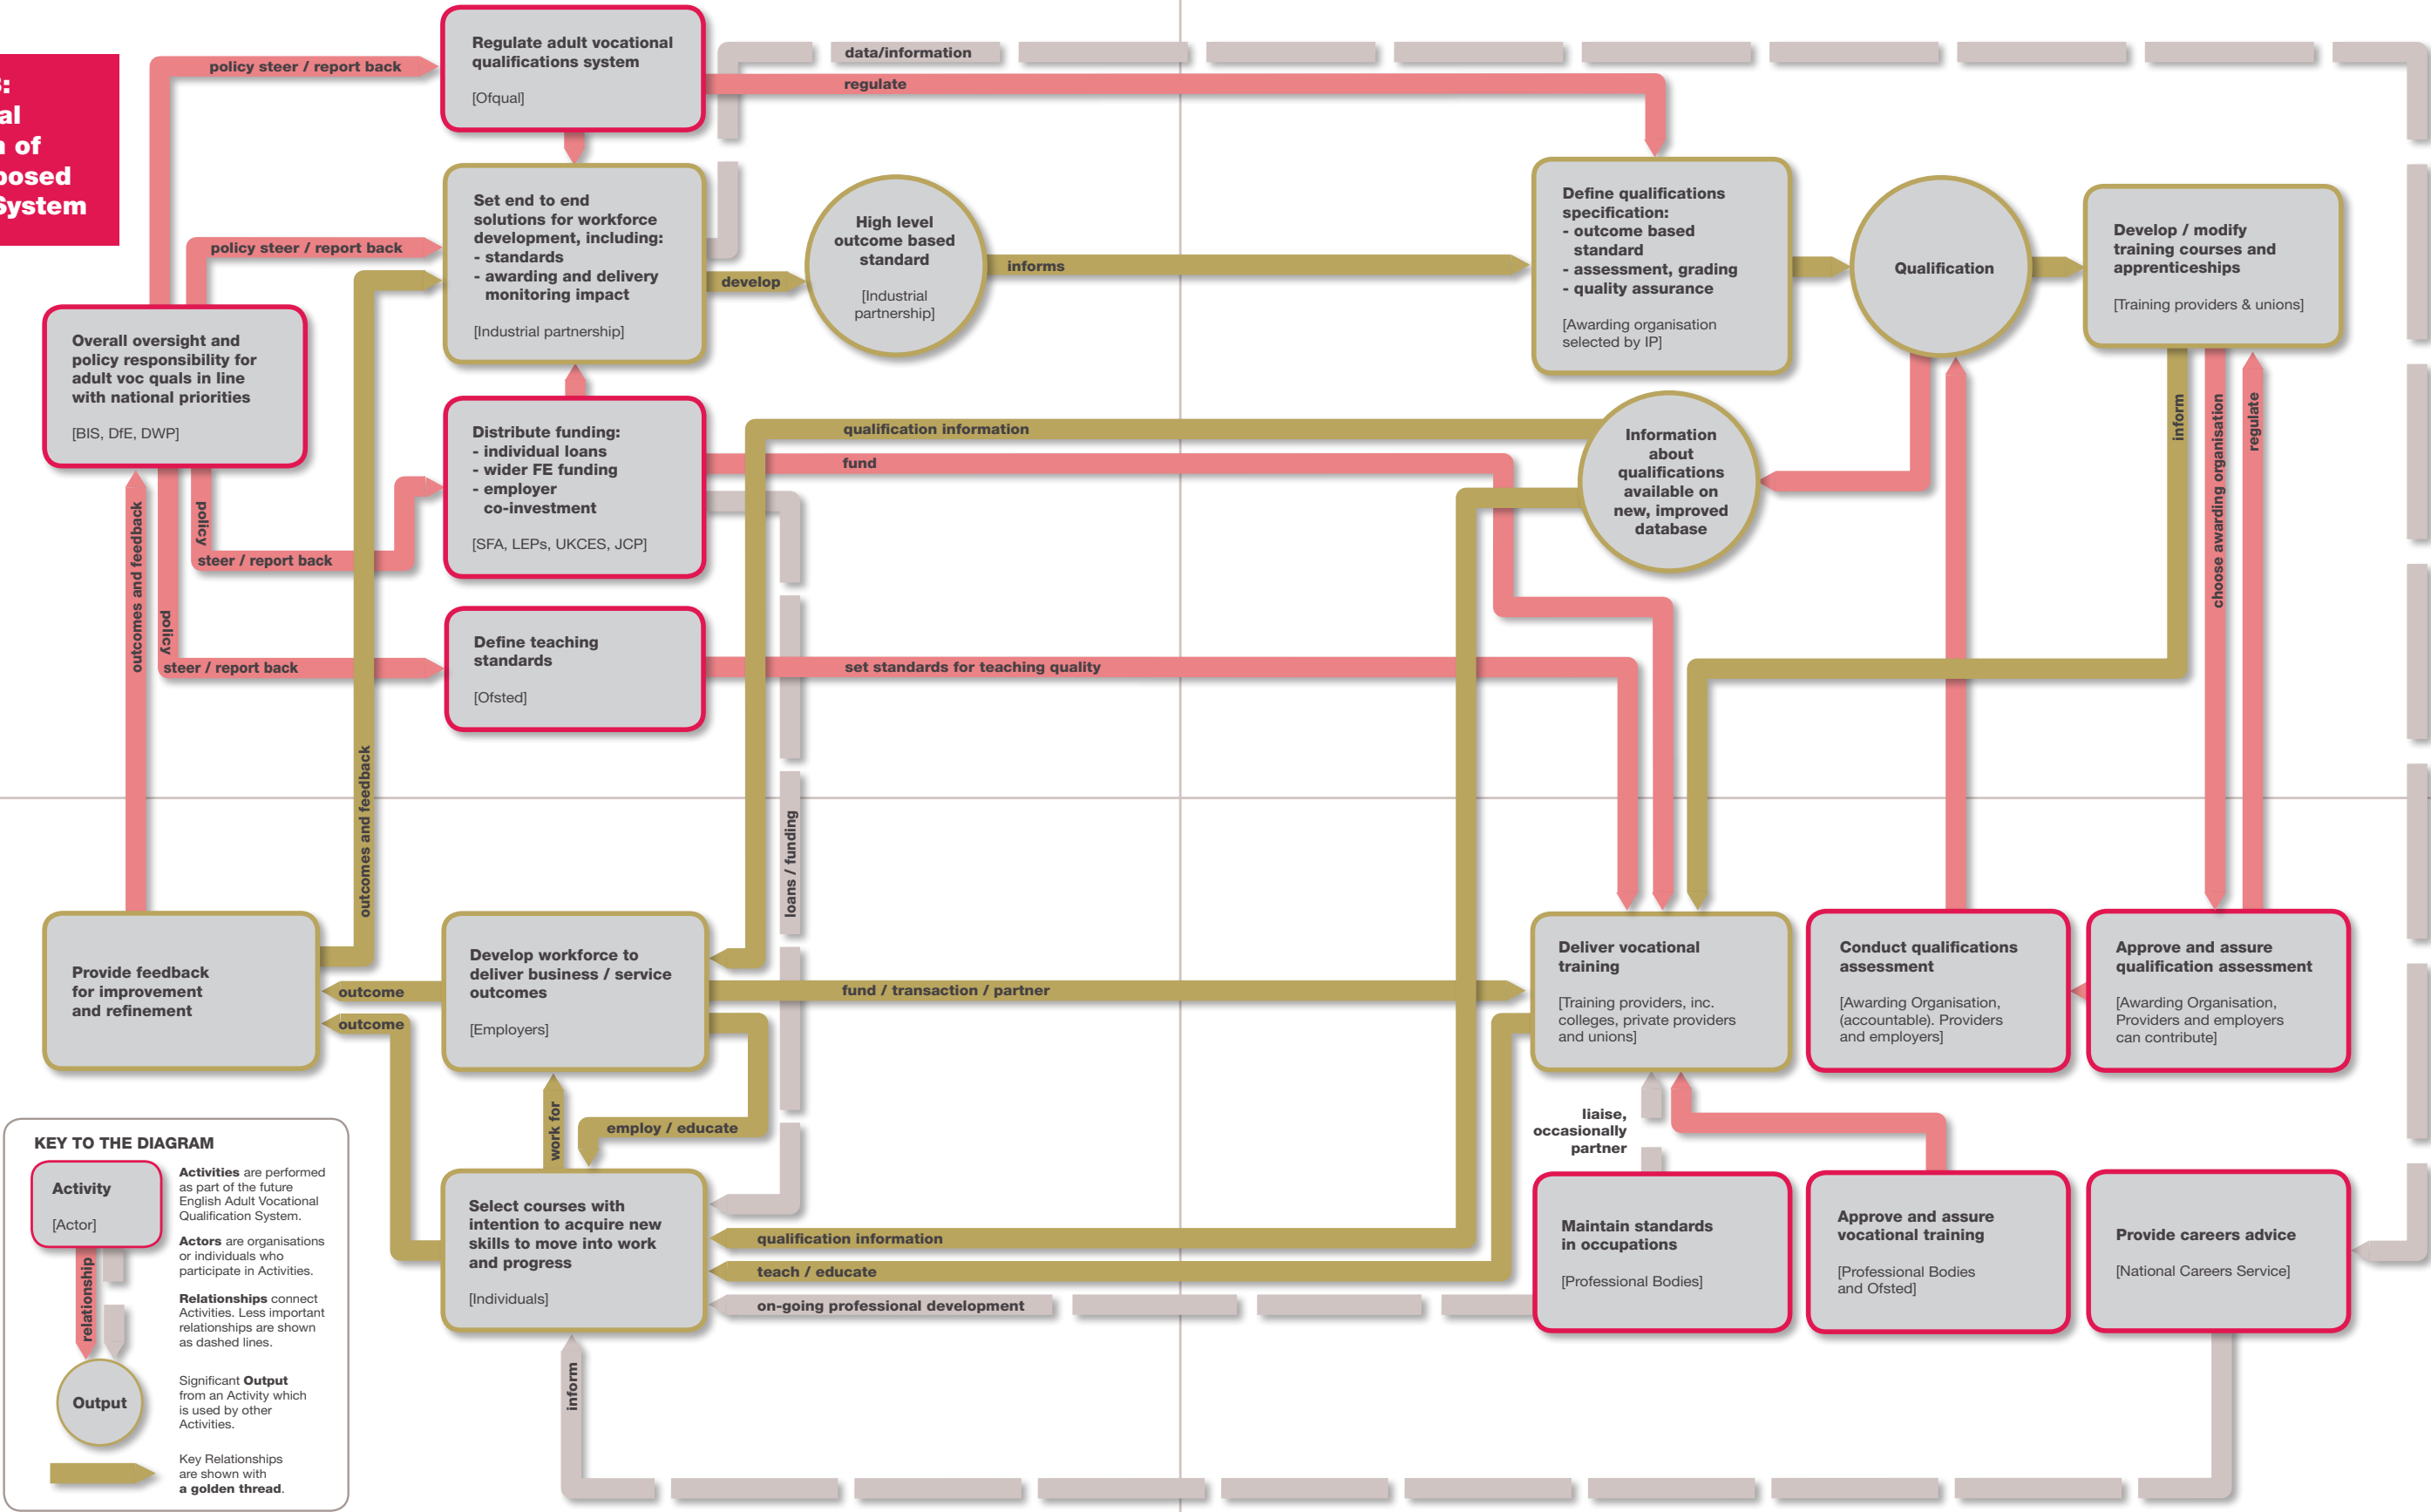 3:
al
n of
posed
System
policy steer / report back
Regulate adult vocational
qualifications system
[Ofqual]
data/information
regulate
policy steer / report back
Set end to end
solutions for workforce
development, including:
- standards
- awarding and delivery
monitoring impact
[Industrial partnership]
develop
High level
outcome based
standard
[Industrial
partnership]
informs
Define qualifications
specification:
- outcome based
standard
- assessment, grading
- quality assurance
[Awarding organisation
selected by IP]
Qualification
Develop / modify
training courses and
apprenticeships
[Training providers & unions]
Overall oversight and
policy responsibility for
adult voc quals in line
with national priorities
[BIS, DfE, DWP]
Distribute funding:
- individual loans
- wider FE funding
- employer
co-investment
[SFA, LEPs, UKCES, JCP]
qualification information
fund
Information
about
qualifications
available on
new, improved
database
inform
choose awarding organisation
regulate
outcomes and feedback
policy
steer / report back
policy
steer / report back
Define teaching
standards
[Ofsted]
set standards for teaching quality
outcomes and feedback
loans / funding
Provide feedback
for improvement
and refinement
outcome
outcome
Develop workforce to
deliver business / service
outcomes
[Employers]
fund / transaction / partner
Deliver vocational
training
[Training providers, inc.
colleges, private providers
and unions]
Conduct qualifications
assessment
[Awarding Organisation,
(accountable). Providers
and employers]
Approve and assure
qualification assessment
[Awarding Organisation,
Providers and employers
can contribute]
work for
employ / educate
liaise,
occasionally
partner
Select courses with
intention to acquire new
skills to move into work
and progress
[Individuals]
qualification information
teach / educate
on-going professional development
Maintain standards
in occupations
[Professional Bodies]
Approve and assure
vocational training
[Professional Bodies
and Ofsted]
Provide careers advice
[National Careers Service]
inform
KEY TO THE DIAGRAM
Activity
[Actor]
relationship
Output
Activities are performed
as part of the future
English Adult Vocational
Qualification System.
Actors are organisations
or individuals who
participate in Activities.
Relationships connect
Activities. Less important
relationships are shown
as dashed lines.
Significant Output
from an Activity which
is used by other
Activities.
Key Relationships
are shown with
a golden thread.